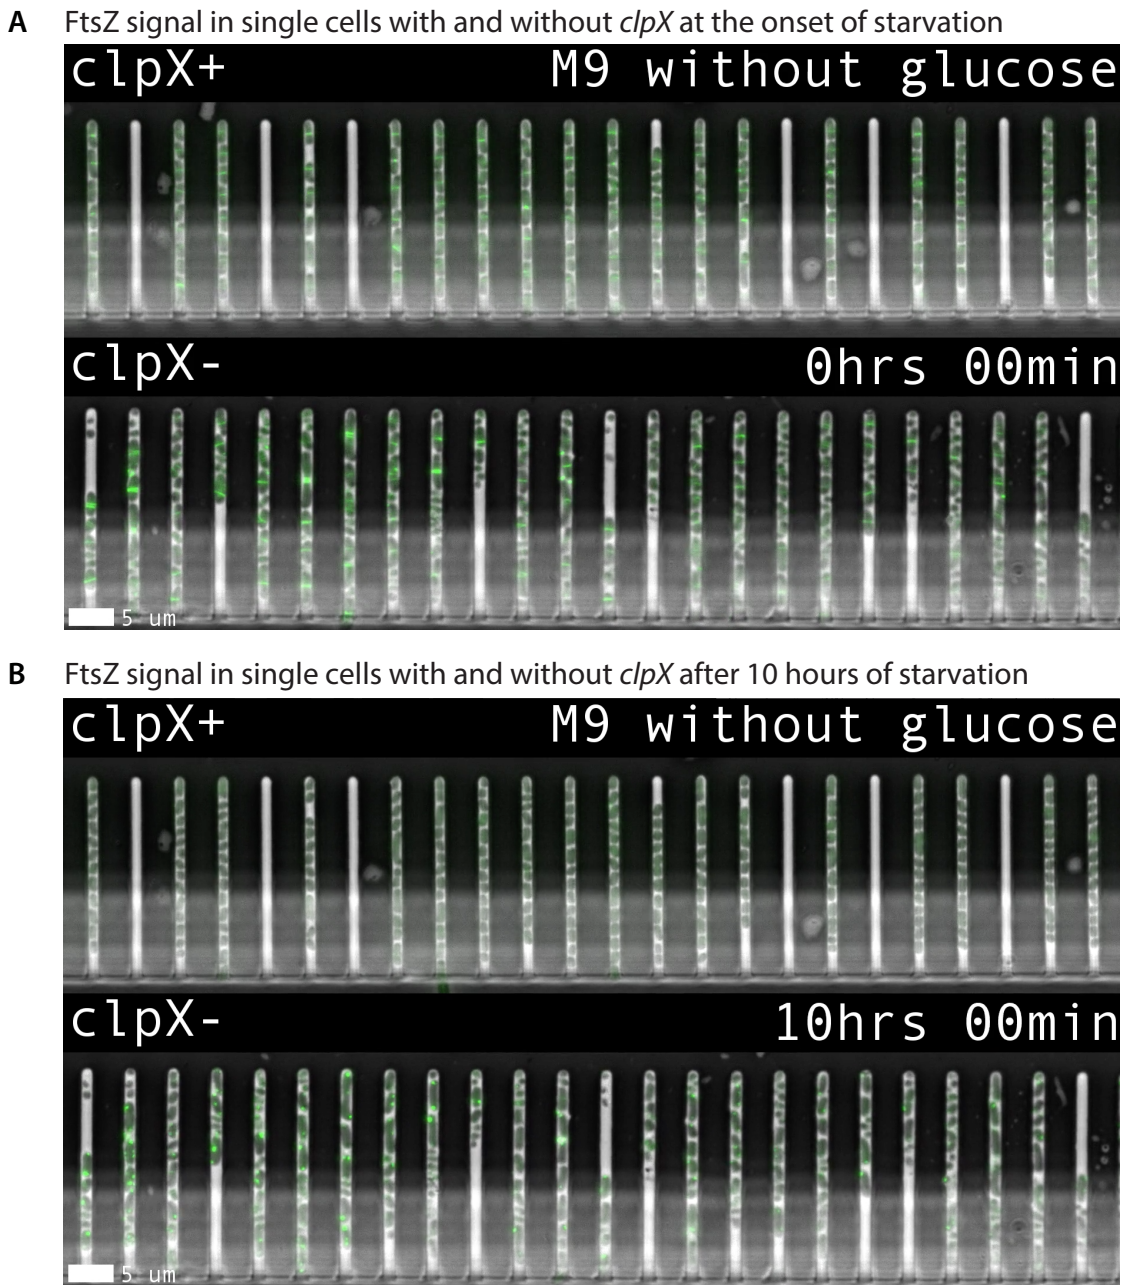 A FtsZ signal in single cells with and without clpX at the onset of starvation
clpX+ M9 without glucose
clpX- 0hrs 00min
5 um
B FtsZ signal in single cells with and without clpX after 10 hours of starvation
clpX+ M9 without glucose
clpX- 10hrs 00min
5 um